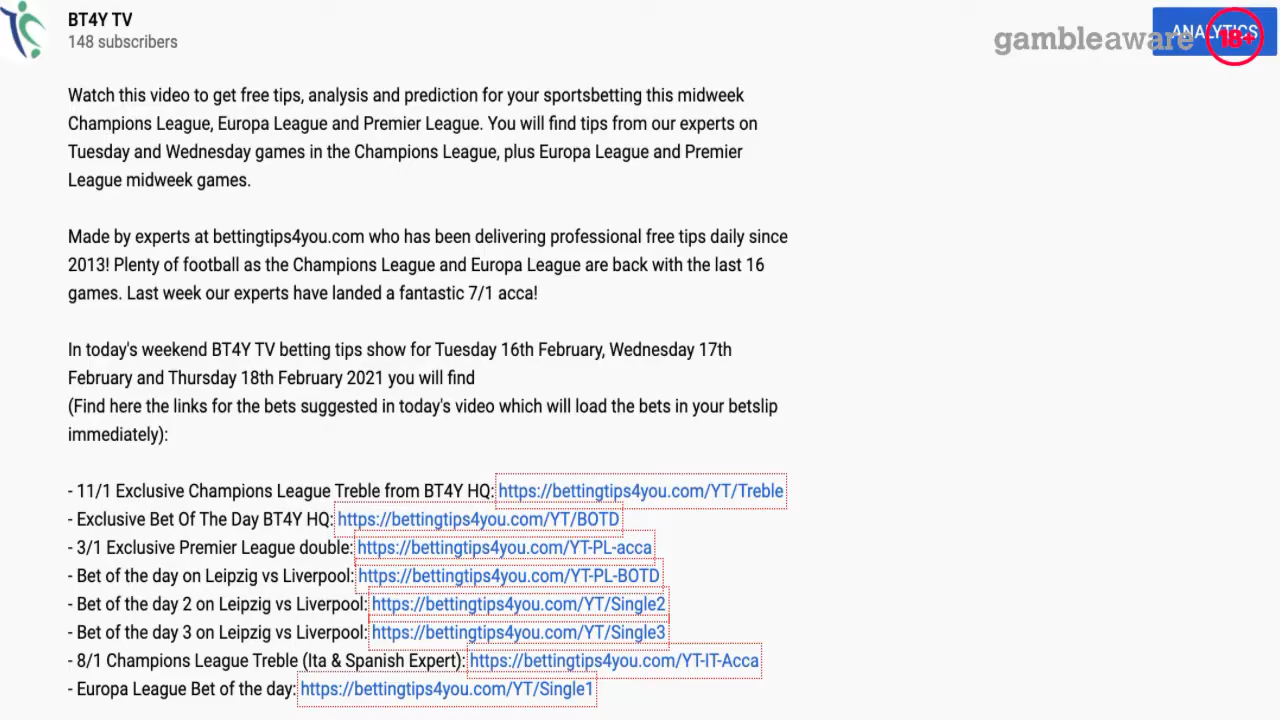 BT4Y TV
148 subscribers
gambleaware
ANALYTICS
18+
Watch this video to get free tips, analysis and prediction for your sportsbetting this midweek
Champions League, Europa League and Premier League. You will find tips from our experts on
Tuesday and Wednesday games in the Champions League, plus Europa League and Premier
League midweek games.
Made by experts at bettingtips4you.com who has been delivering professional free tips daily since
2013! Plenty of football as the Champions League and Europa League are back with the last 16
games. Last week our experts have landed a fantastic 7/1 acca!
In today's weekend BT4Y TV betting tips show for Tuesday 16th February, Wednesday 17th
February and Thursday 18th February 2021 you will find
(Find here the links for the bets suggested in today's video which will load the bets in your betslip
immediately):
- 11/1 Exclusive Champions League Treble from BT4Y HQ: https://bettingtips4you.com/YT/Treble
- Exclusive Bet Of The Day BT4Y HQ: https://bettingtips4you.com/YT/BOTD
- 3/1 Exclusive Premier League double: https://bettingtips4you.com/YT-PL-acca
- Bet of the day on Leipzig vs Liverpool: https://bettingtips4you.com/YT-PL-BOTD
- Bet of the day 2 on Leipzig vs Liverpool: https://bettingtips4you.com/YT/Single2
- Bet of the day 3 on Leipzig vs Liverpool: https://bettingtips4you.com/YT/Single3
- 8/1 Champions League Treble (Ita & Spanish Expert): https://bettingtips4you.com/YT-IT-Acca
- Europa League Bet of the day: https://bettingtips4you.com/YT/Single1